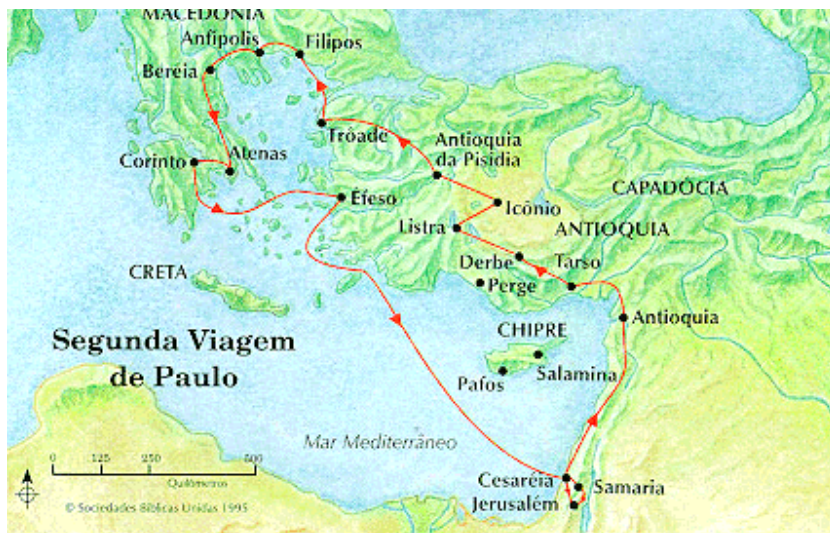 MACEDÔNIA
Anfípolis
Filipos
Bereia
Trôade
Antioquia
da Pisídia
Corinto
Atenas
CAPADÓCIA
Éfeso
Icônio
Listra
ANTIOQUIA
Derbe
Tarso
CRETA
Perge
Antioquia
CHIPRE
Segunda Viagem
de Paulo
Pafos
Salamina
Mar Mediterrâneo
0 125 250 500
Quilômetros
Cesaréia
Samaria
Jerusalém
© Sociedades Bíblicas Unidas 1995